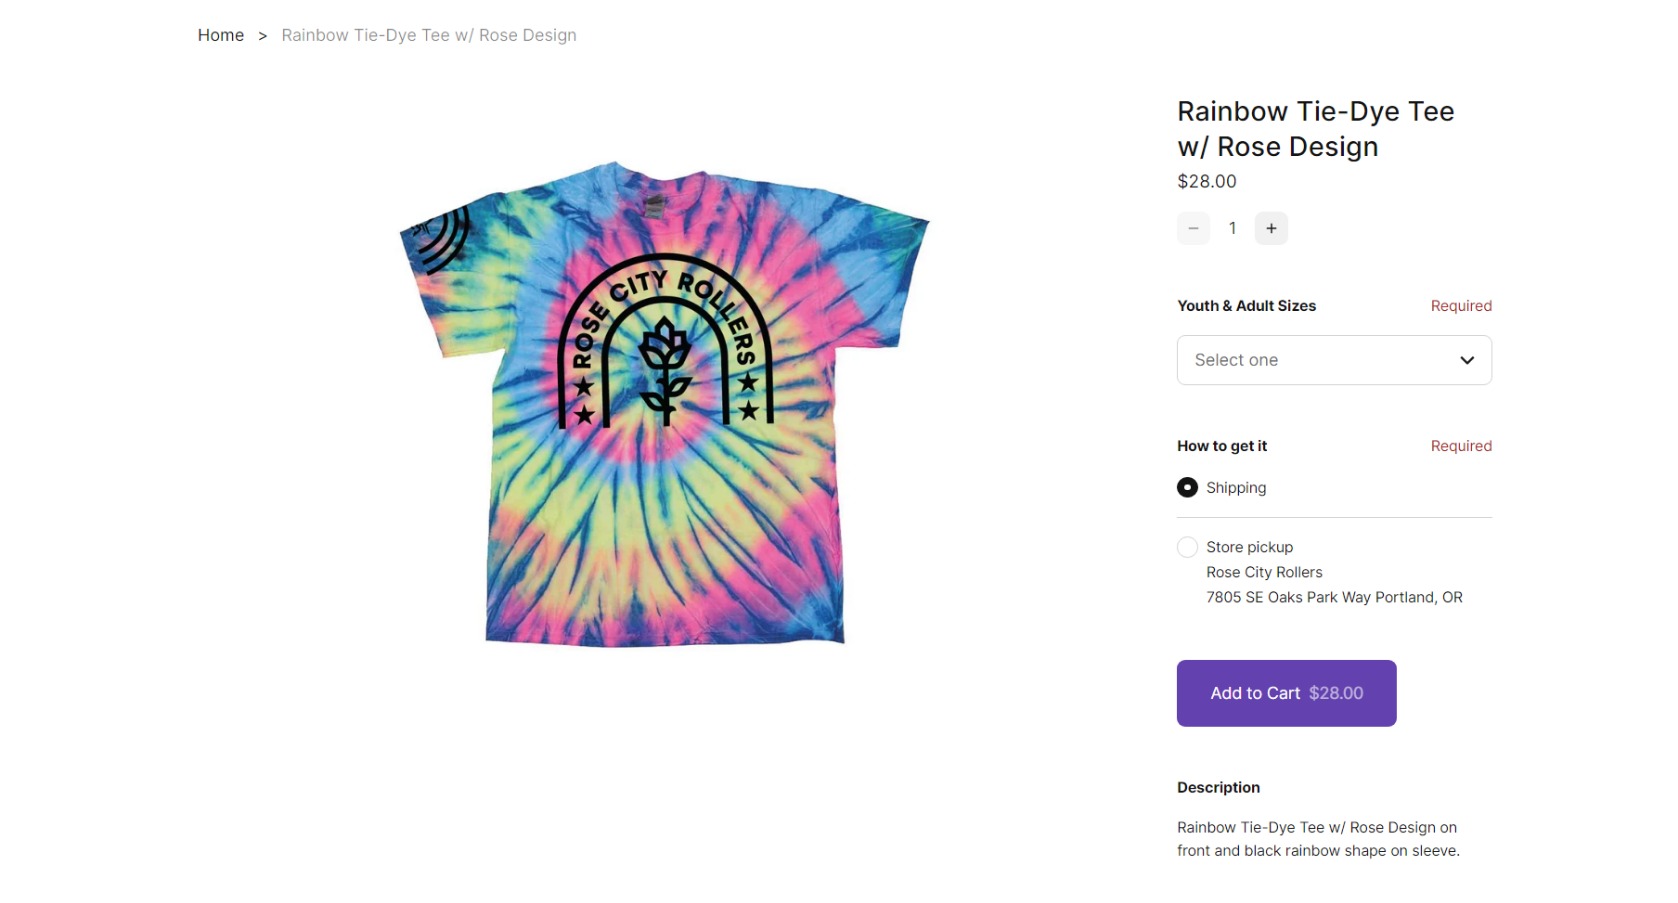 Home > Rainbow Tie-Dye Tee w/ Rose Design
ROSE CITY ROLLERS
Rainbow Tie-Dye Tee
w/ Rose Design
$28.00
− 1 +
Youth & Adult Sizes Required
Select one
How to get it Required
Shipping
Store pickup
Rose City Rollers
7805 SE Oaks Park Way Portland, OR
Add to Cart $28.00
Description
Rainbow Tie-Dye Tee w/ Rose Design on
front and black rainbow shape on sleeve.